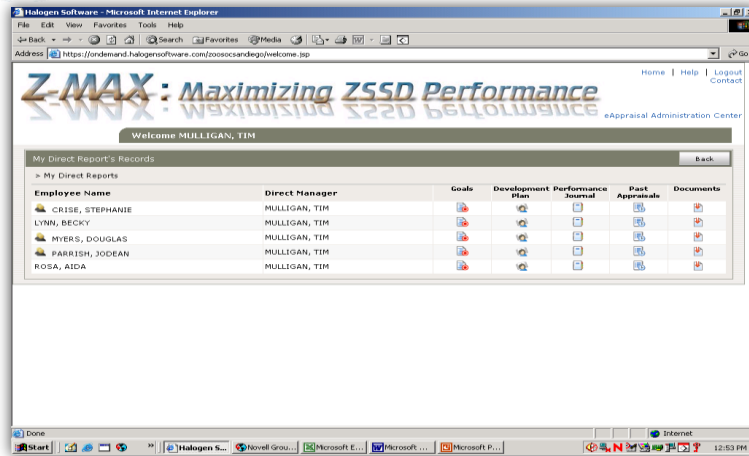 Halogen Software - Microsoft Internet Explorer
File Edit View Favorites Tools Help
Back Search Favorites Media
Address https://ondemand.halogensoftware.com/zoosocsandiego/welcome.jsp Go
Home | Help | Logout
Contact
Z-MAX: Maximizing ZSSD Performance
eAppraisal Administration Center
Welcome MULLIGAN, TIM
My Direct Report's Records Back
> My Direct Reports
Employee Name Direct Manager Goals Development Plan Performance Journal Past Appraisals Documents
CRISE, STEPHANIE MULLIGAN, TIM
LYNN, BECKY MULLIGAN, TIM
MYERS, DOUGLAS MULLIGAN, TIM
PARRISH, JODEAN MULLIGAN, TIM
ROSA, AIDA MULLIGAN, TIM
Done Internet
Start Halogen S... Novell Grou... Microsoft E... Microsoft ... Microsoft P... 12:53 PM